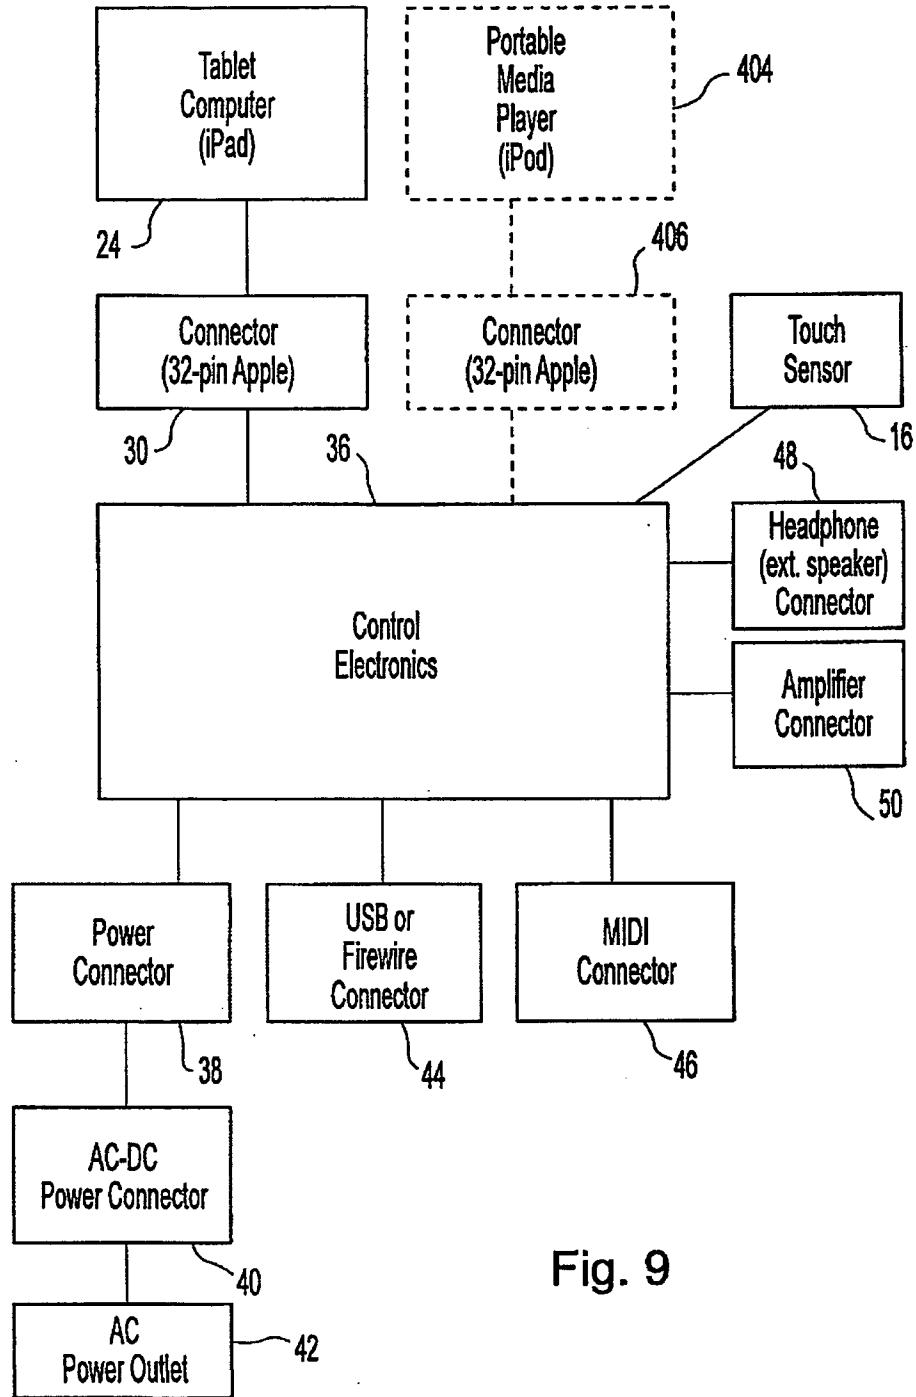 Tablet
Computer
(iPad)
24
Portable
Media
Player
(iPod)
404
Connector
(32-pin Apple)
30
406
Connector
(32-pin Apple)
Touch
Sensor
16
36
Control
Electronics
48
Headphone
(ext. speaker)
Connector
Amplifier
Connector
50
Power
Connector
38
USB or
Firewire
Connector
44
MIDI
Connector
46
AC-DC
Power Connector
40
AC
Power Outlet
42
Fig. 9